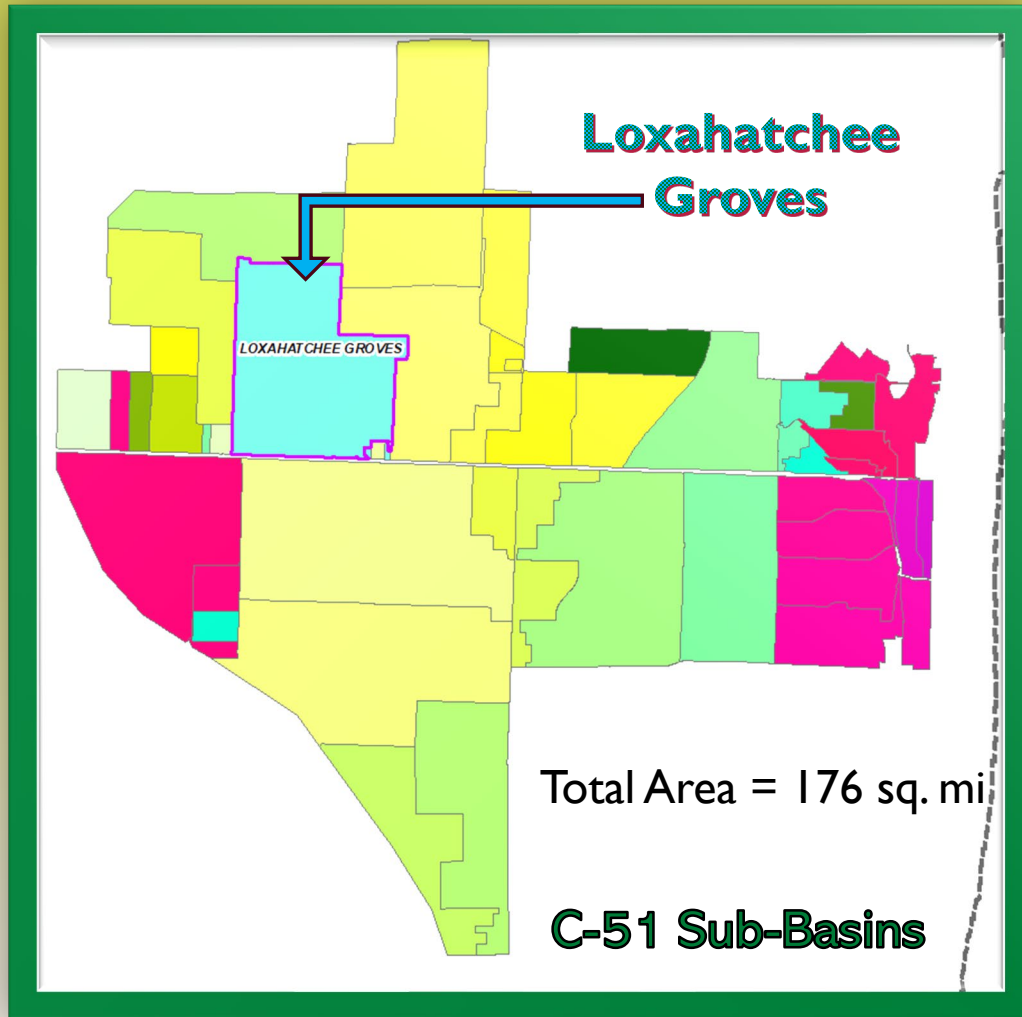 Loxahatchee
Groves
LOXAHATCHEE GROVES
Total Area = 176 sq. mi
C-51 Sub-Basins